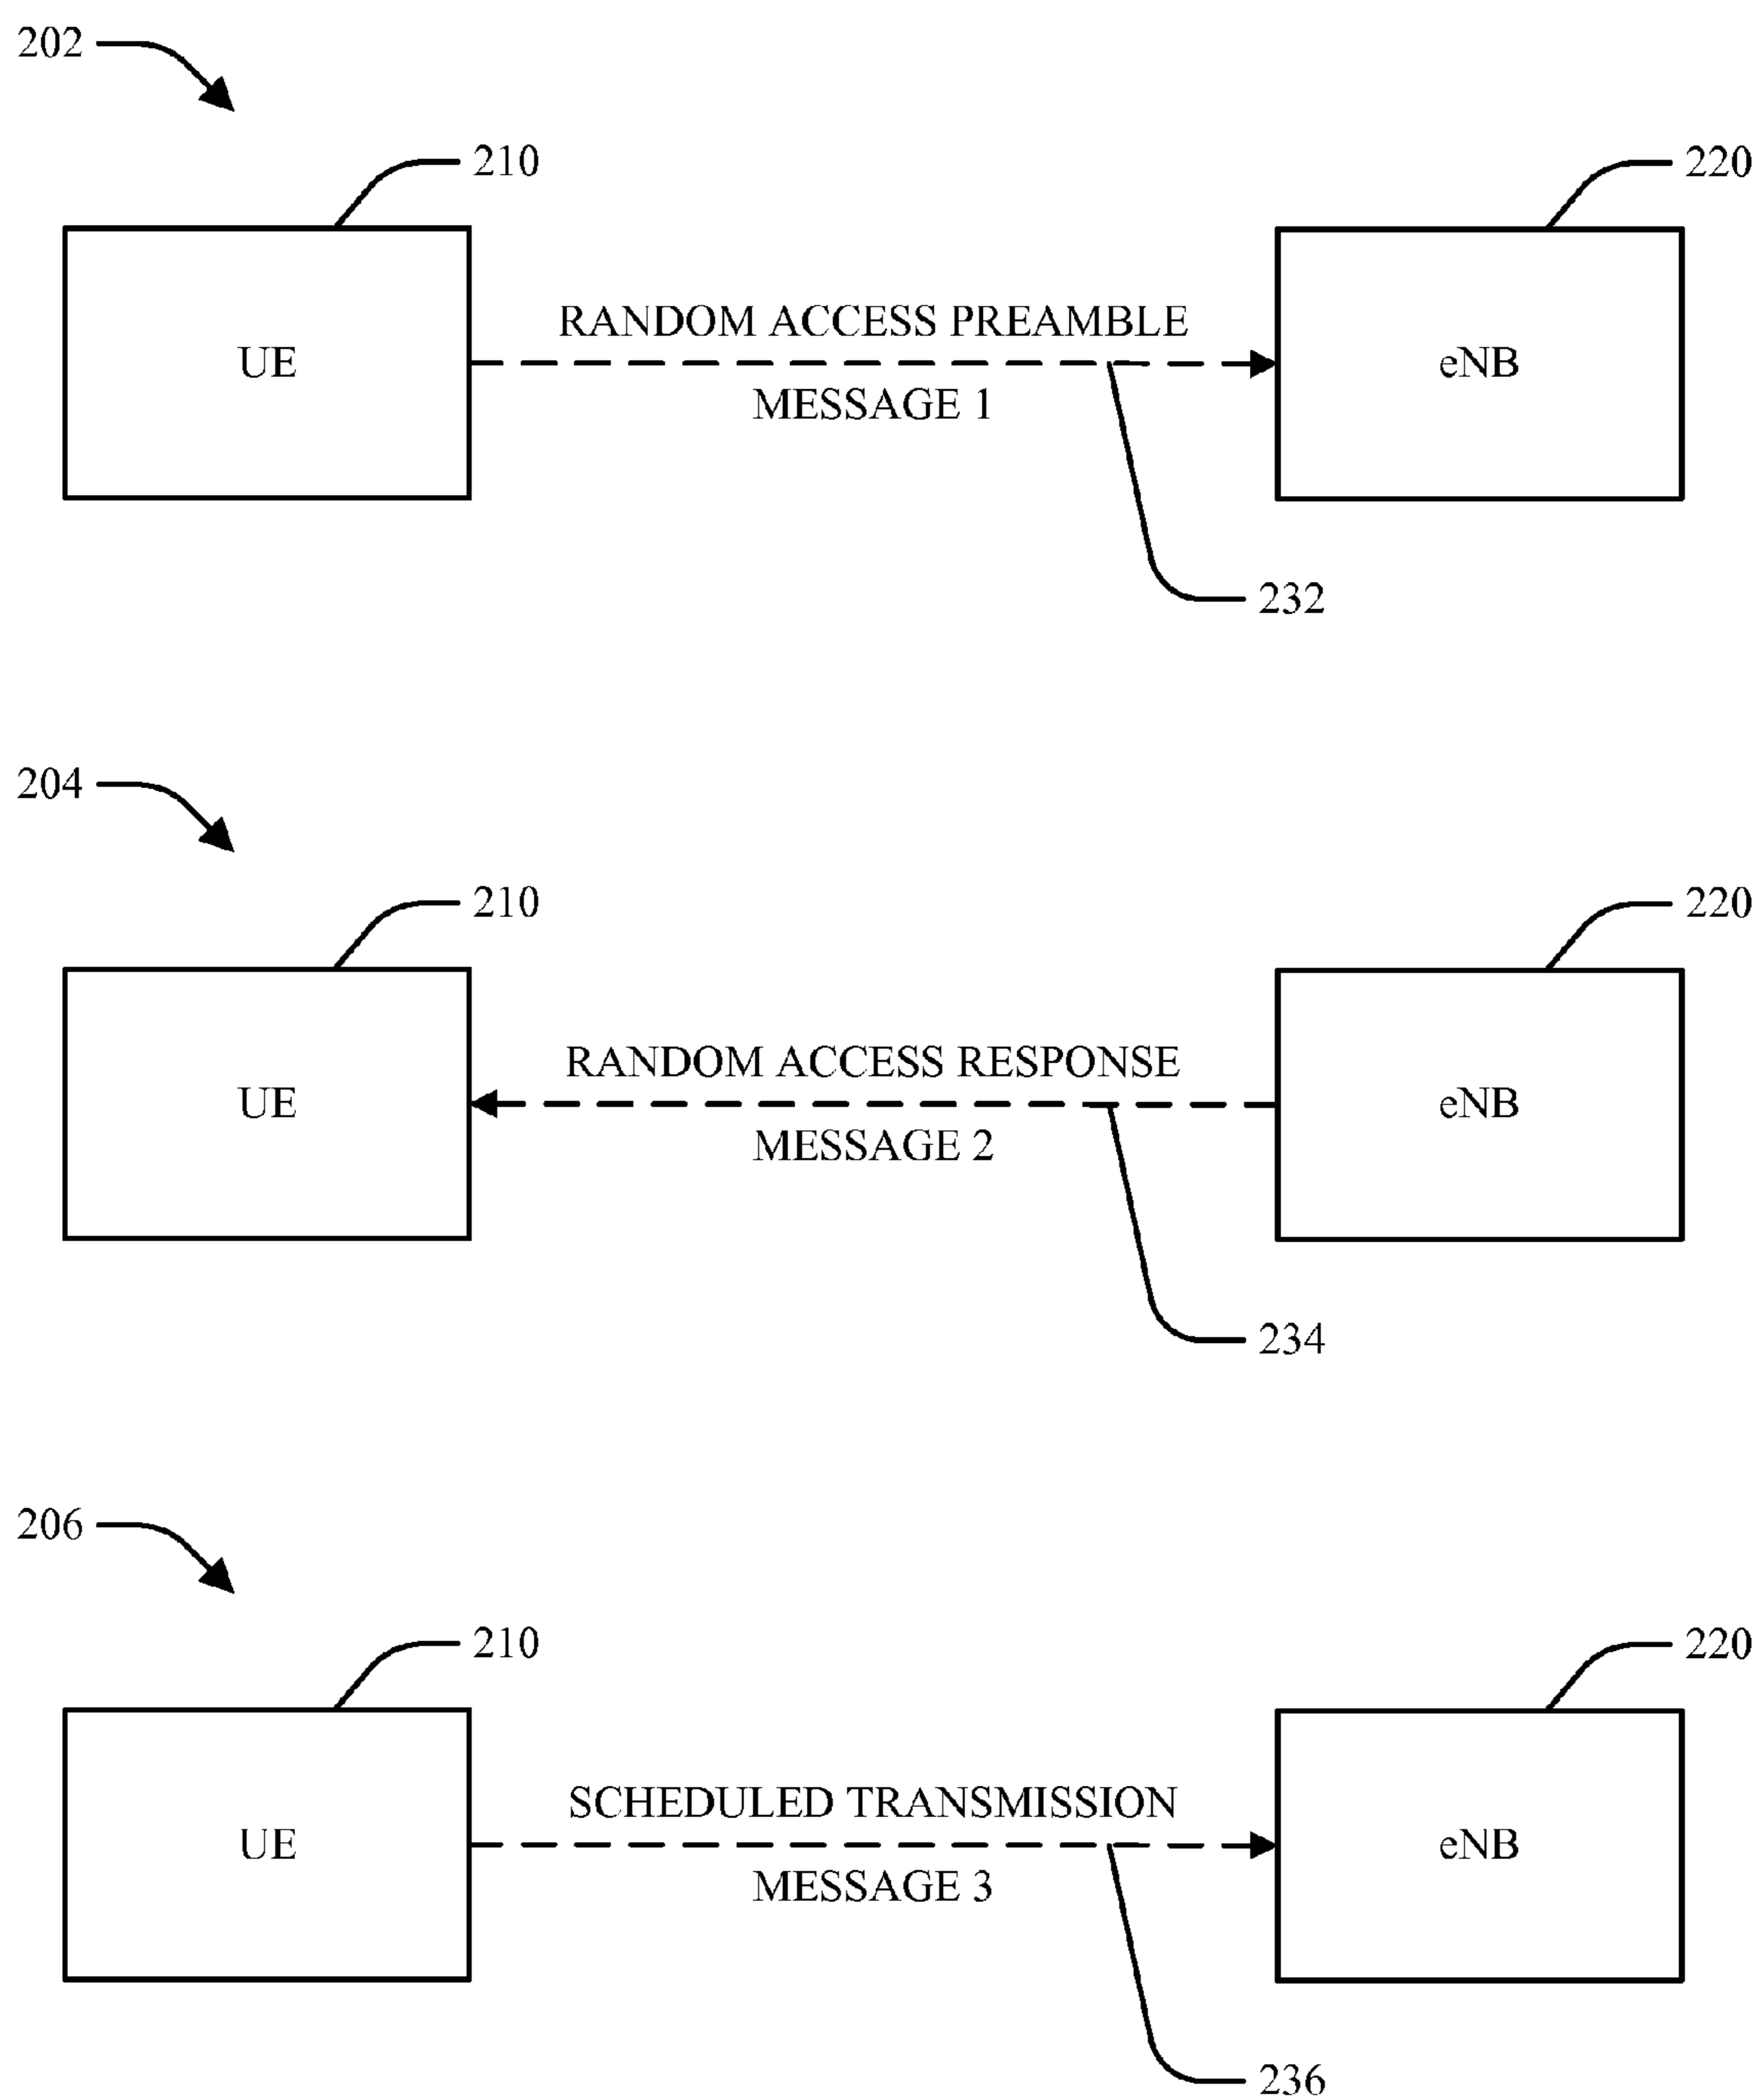 202
210
220
UE
RANDOM ACCESS PREAMBLE
MESSAGE 1
eNB
232
204
210
220
UE
RANDOM ACCESS RESPONSE
MESSAGE 2
eNB
234
206
210
220
UE
SCHEDULED TRANSMISSION
MESSAGE 3
eNB
236